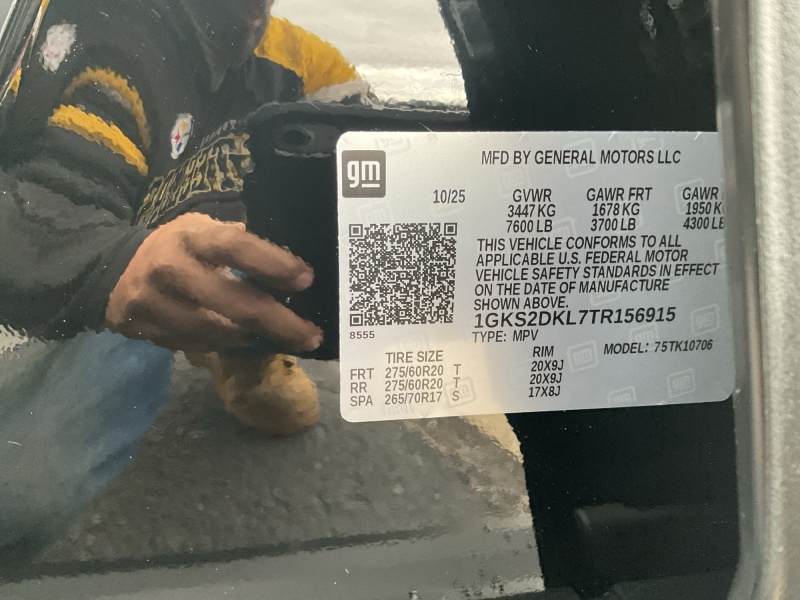 gm
MFD BY GENERAL MOTORS LLC
10/25
GVWR GAWR FRT GAWR
3447 KG 1678 KG 1950 K
7600 LB 3700 LB 4300 LB
THIS VEHICLE CONFORMS TO ALL
APPLICABLE U.S. FEDERAL MOTOR
VEHICLE SAFETY STANDARDS IN EFFECT
ON THE DATE OF MANUFACTURE
SHOWN ABOVE.
1GKS2DKL7TR156915
8555
TYPE: MPV
MODEL: 75TK10706
TIRE SIZE RIM
FRT 275/60R20 T 20X9J
RR 275/60R20 T 20X9J
SPA 265/70R17 S 17X8J